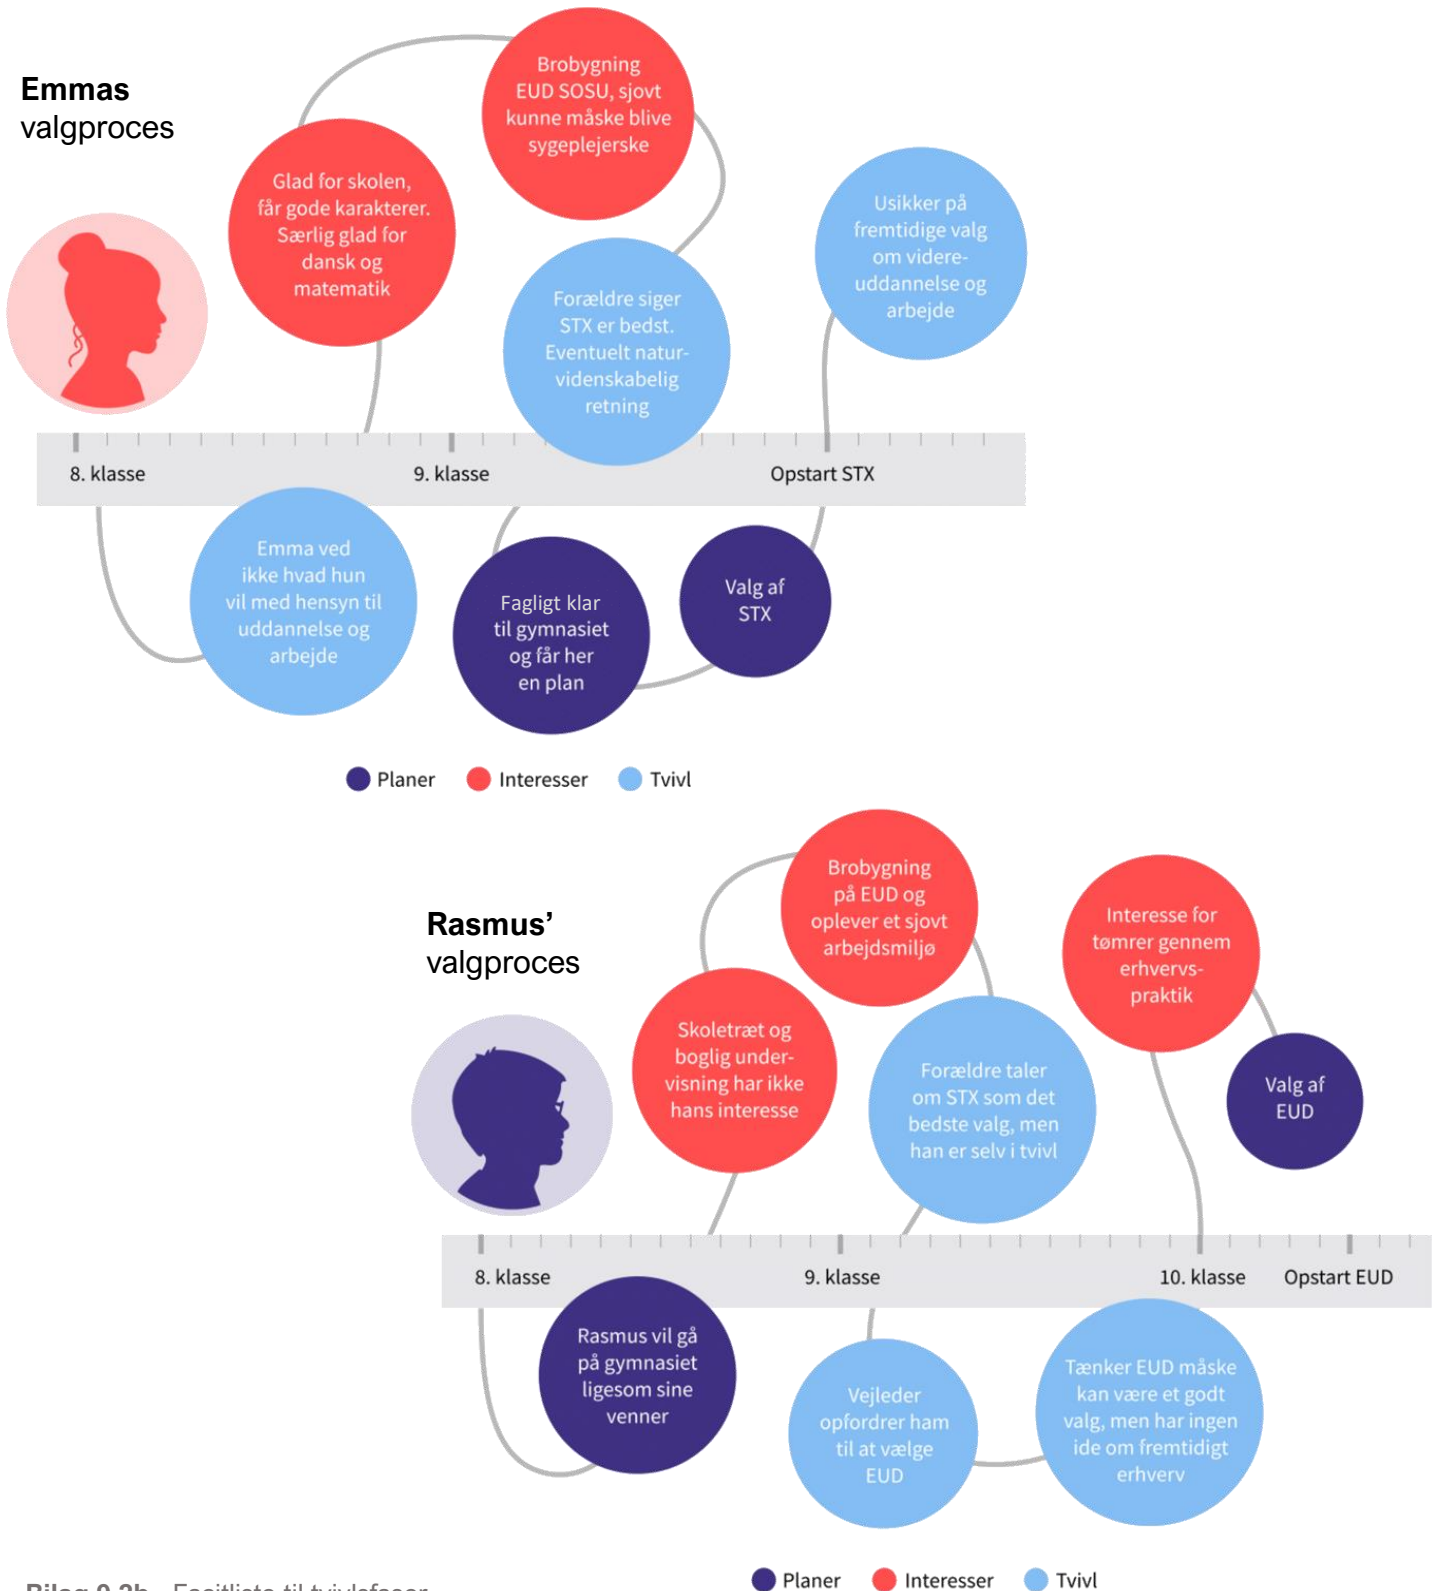 Emmas
valgproces
Brobygning
EUD SOSU, sjovt
kunne måske blive
sygeplejerske
Glad for skolen,
får gode karakterer.
Særlig glad for
dansk og
matematik
Usikker på
fremtidige valg
om videre-
uddannelse og
arbejde
Forældre siger
STX er bedst.
Eventuelt natur-
videnskabelig
retning
8. klasse
9. klasse
Opstart STX
Emma ved
ikke hvad hun
vil med hensyn til
uddannelse og
arbejde
Fagligt klar
til gymnasiet
og får her
en plan
Valg af
STX
Planer
Interesser
Tvivl
Rasmus’
valgproces
Brobygning
på EUD og
oplever et sjovt
arbejdsmiljø
Interesse for
tømrer gennem
erhvervs-
praktik
Skoletræt og
boglig under-
visning har ikke
hans interesse
Forældre taler
om STX som det
bedste valg, men
han er selv i tvivl
Valg af
EUD
8. klasse
9. klasse
10. klasse
Opstart EUD
Rasmus vil gå
på gymnasiet
ligesom sine
venner
Vejleder
opfordrer ham
til at vælge
EUD
Tænker EUD måske
kan være et godt
valg, men har ingen
ide om fremtidigt
erhverv
Planer
Interesser
Tvivl